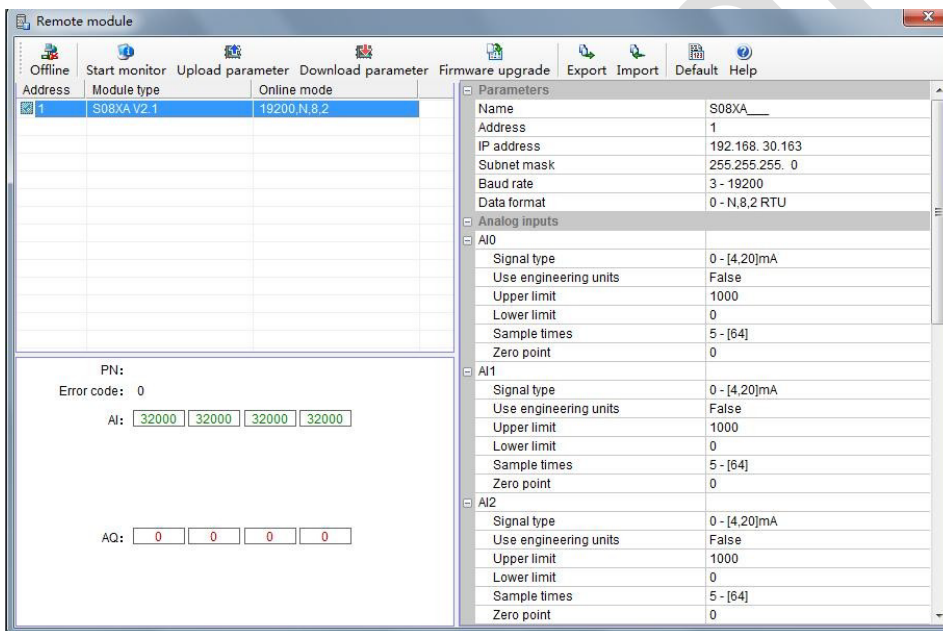 Remote module
Offline Start monitor Upload parameter Download parameter Firmware upgrade Export Import Default Help
Address Module type Online mode
1 S08XA V2.1 19200,N,8,2
PN:
Error code: 0
AI: 32000 32000 32000 32000
AQ: 0 0 0 0
Parameters
Name S08XA___
Address 1
IP address 192.168. 30.163
Subnet mask 255.255.255. 0
Baud rate 3 - 19200
Data format 0 - N,8,2 RTU
Analog inputs
AI0
Signal type 0 - [4,20]mA
Use engineering units False
Upper limit 1000
Lower limit 0
Sample times 5 - [64]
Zero point 0
AI1
Signal type 0 - [4,20]mA
Use engineering units False
Upper limit 1000
Lower limit 0
Sample times 5 - [64]
Zero point 0
AI2
Signal type 0 - [4,20]mA
Use engineering units False
Upper limit 1000
Lower limit 0
Sample times 5 - [64]
Zero point 0